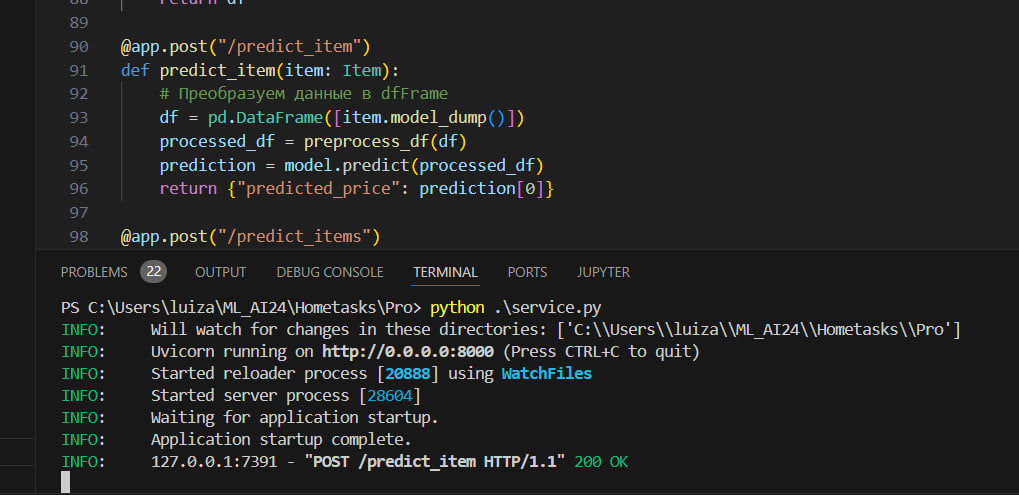 88 return df
89
90 @app.post("/predict_item")
91 def predict_item(item: Item):
92 # Преобразуем данные в dfFrame
93 df = pd.DataFrame([item.model_dump()])
94 processed_df = preprocess_df(df)
95 prediction = model.predict(processed_df)
96 return {"predicted_price": prediction[0]}
97
98 @app.post("/predict_items")
PROBLEMS 22 OUTPUT DEBUG CONSOLE TERMINAL PORTS JUPYTER
PS C:\Users\luiza\ML_AI24\Hometasks\Pro> python .\service.py
INFO: Will watch for changes in these directories: ['C:\\Users\\luiza\\ML_AI24\\Hometasks\\Pro']
INFO: Uvicorn running on http://0.0.0.0:8000 (Press CTRL+C to quit)
INFO: Started reloader process [20888] using WatchFiles
INFO: Started server process [28604]
INFO: Waiting for application startup.
INFO: Application startup complete.
INFO: 127.0.0.1:7391 - "POST /predict_item HTTP/1.1" 200 OK